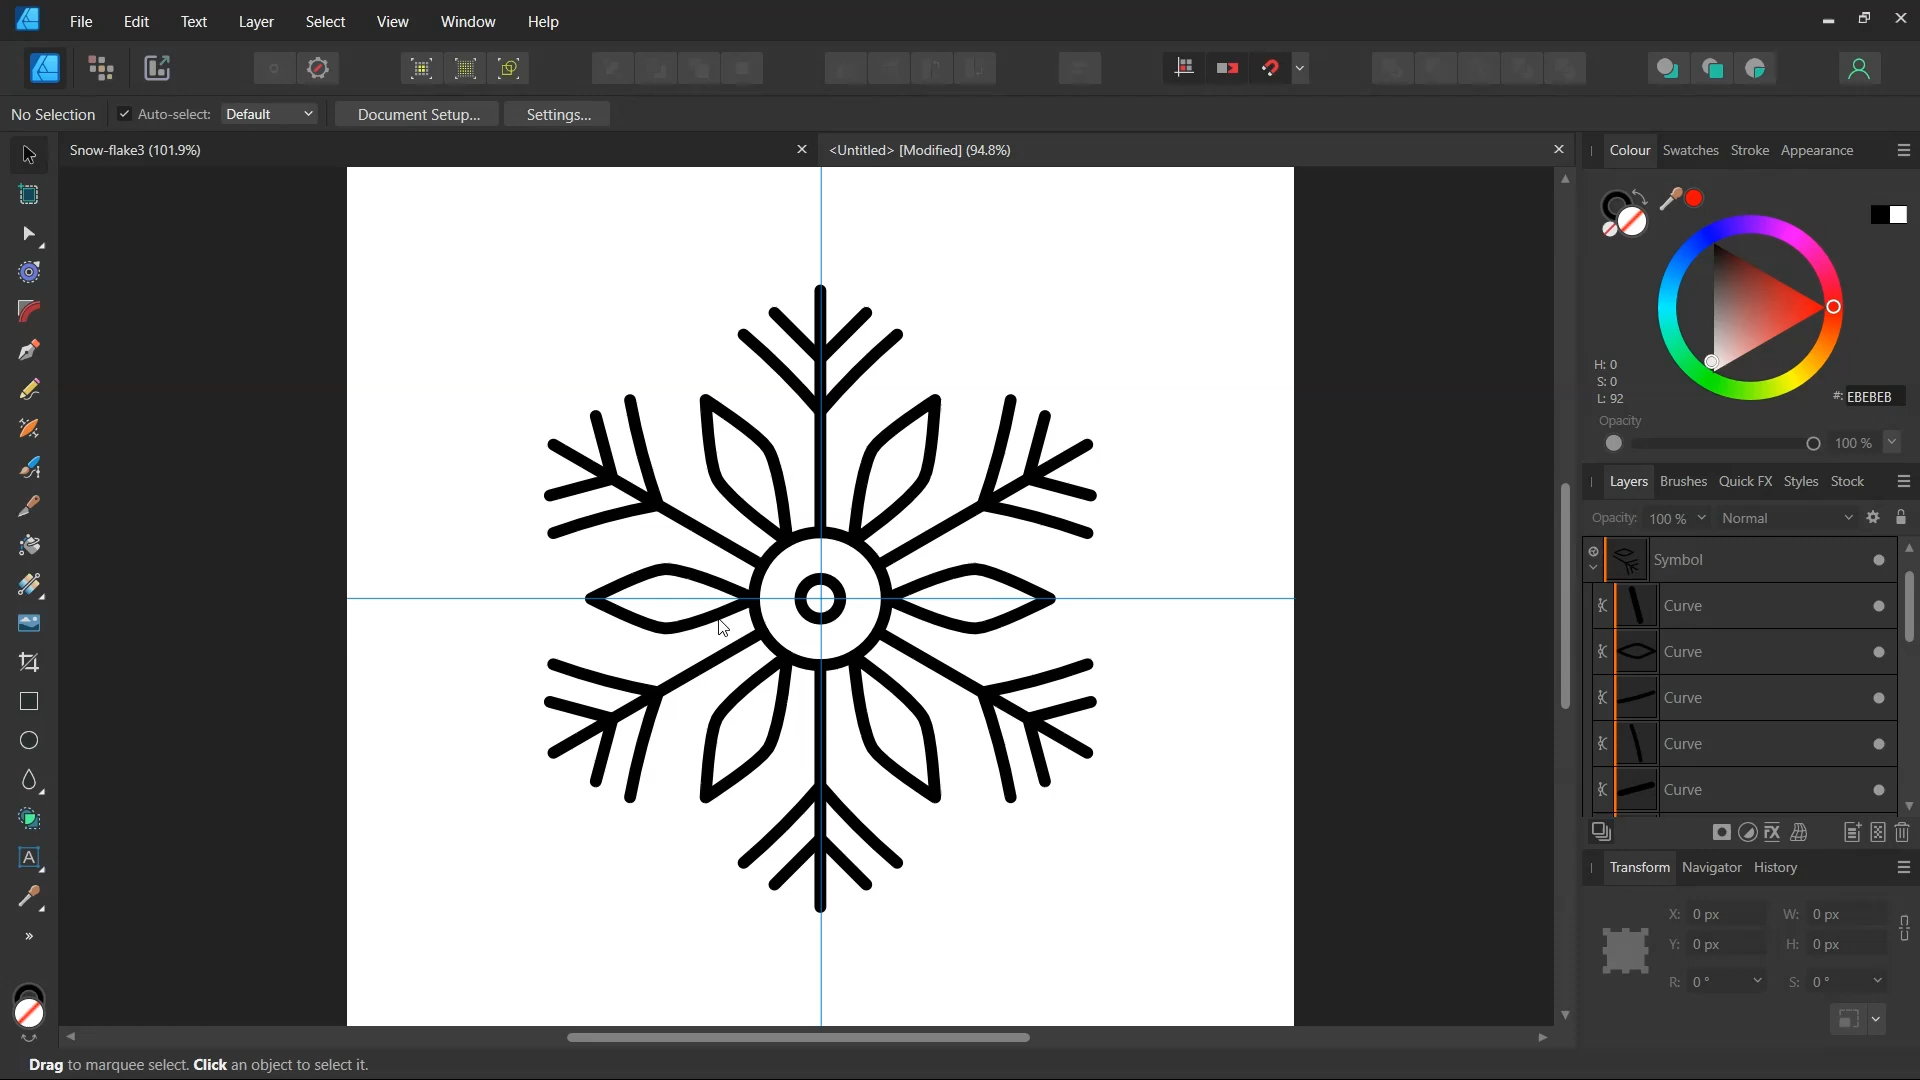 File Edit Text Layer Select View Window Help
No Selection Auto-select: Default Document Setup... Settings...
Snow-flake3 (101.9%) <Untitled> [Modified] (94.8%)
Colour Swatches Stroke Appearance
H: 0
S: 0
L: 92
#: EBEBEB
Opacity
100 %
Layers Brushes Quick FX Styles Stock
Opacity: 100 % Normal
Symbol
Curve
Curve
Curve
Curve
Curve
FX
Transform Navigator History
X: 0 px W: 0 px
Y: 0 px H: 0 px
R: 0 ° S: 0 °
A
Drag to marquee select. Click an object to select it.